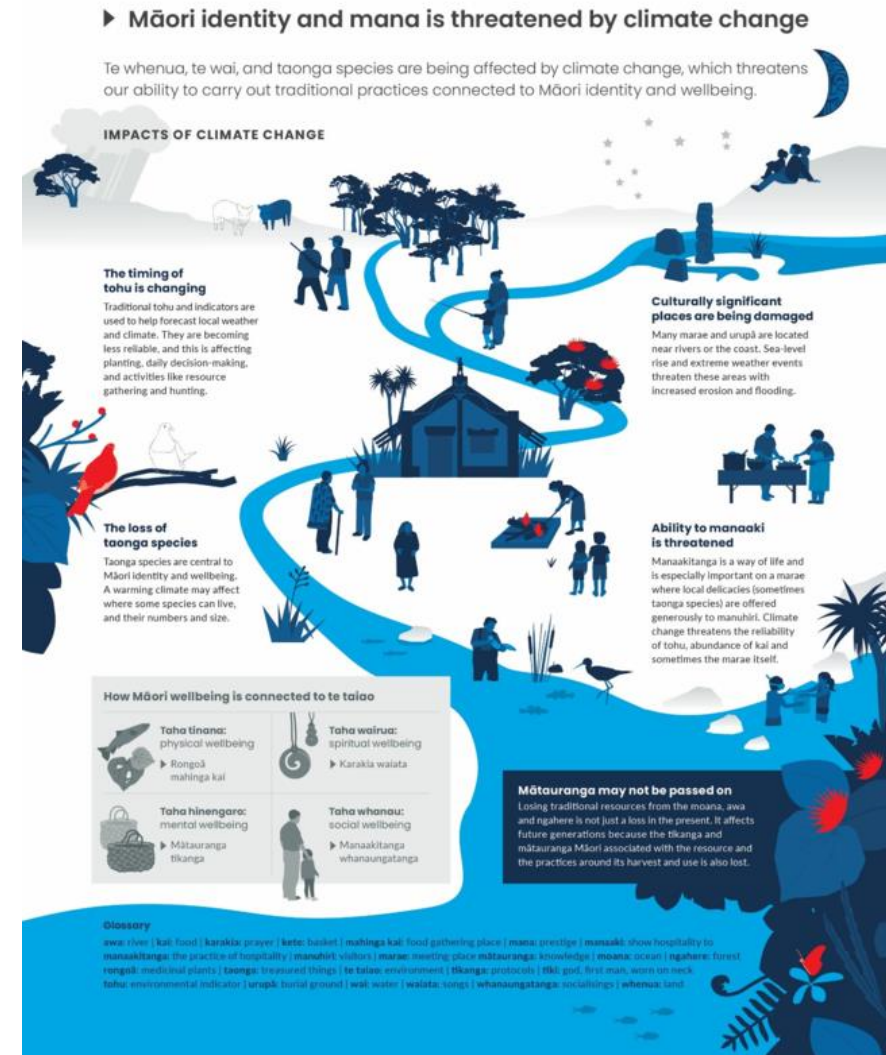 Māori identity and mana is threatened by climate change
Te whenua, te wai, and taonga species are being affected by climate change, which threatens
our ability to carry out traditional practices connected to Māori identity and wellbeing.
IMPACTS OF CLIMATE CHANGE
The timing of
tohu is changing
Traditional tohu and indicators are
used to help forecast local weather
and climate. They are becoming
less reliable, and this is affecting
planting, daily decision-making,
and activities like resource
gathering and hunting.
Culturally significant
places are being damaged
Many marae and urupā are located
near rivers or the coast. Sea-level
rise and extreme weather events
threaten these areas with
increased erosion and flooding.
The loss of
taonga species
Taonga species are central to
Māori identity and wellbeing.
A warming climate may affect
where some species can live,
and their numbers and size.
Ability to manaaki
is threatened
Manaakitanga is a way of life and
is especially important on a marae
where local delicacies (sometimes
taonga species) are offered
generously to manuhiri. Climate
change threatens the reliability
of tohu, abundance of kai and
sometimes the marae itself.
How Māori wellbeing is connected to te taiao
Taha tinana:
physical wellbeing
Rongoā
mahinga kai
Taha wairua:
spiritual wellbeing
Karakia waiata
Taha hinengaro:
mental wellbeing
Mātauranga
tikanga
Taha whanau:
social wellbeing
Manaakitanga
whanaungatanga
Mātauranga may not be passed on
Losing traditional resources from the moana, awa
and ngahere is not just a loss in the present. It affects
future generations because the tikanga and
mātauranga Māori associated with the resource and
the practices around its harvest and use is also lost.
Glossary
awa: river | kai: food | karakia: prayer | kete: basket | mahinga kai: food gathering place | mana: prestige | manaaki: show hospitality to
manaakitanga: the practice of hospitality | manuhiri: visitors | marae: meeting place mātauranga: knowledge | moana: ocean | ngahere: forest
rongoā: medicinal plants | taonga: treasured things | te taiao: environment | tikanga: protocols | tiki: god, first man, worn on neck
tohu: environmental indicator | urupā: burial ground | wai: water | waiata: songs | whanaungatanga: socialisings | whenua: land